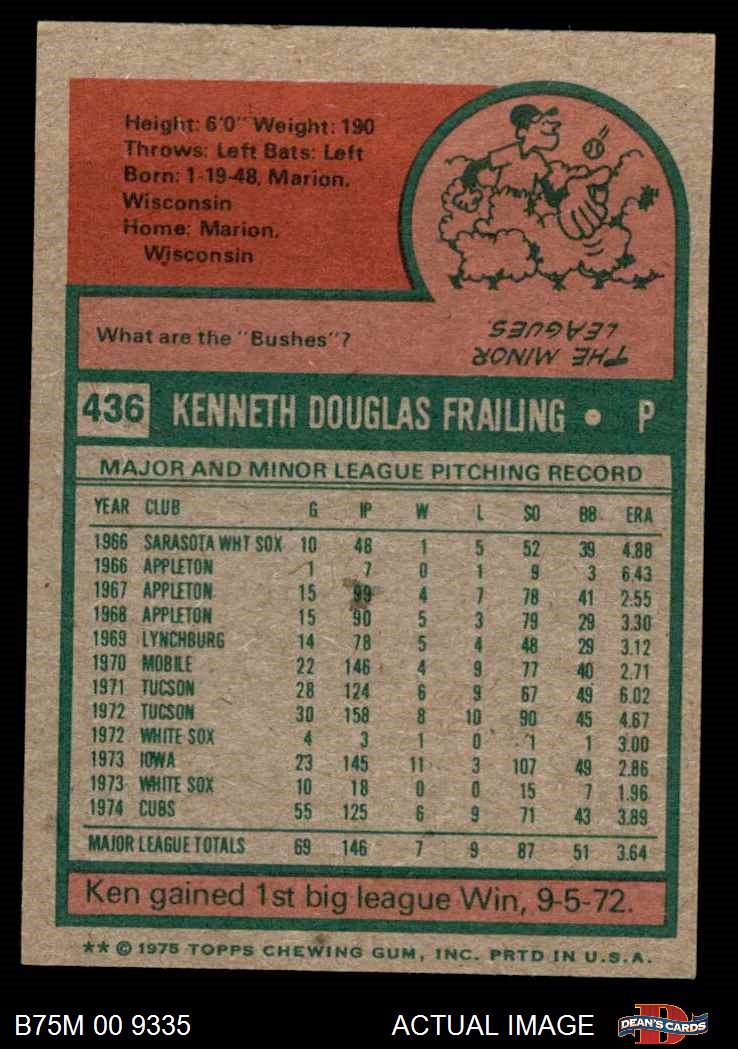 Height: 6'0" Weight: 190
Throws: Left Bats: Left
Born: 1-19-48, Marion,
Wisconsin
Home: Marion,
Wisconsin
What are the "Bushes"?
THE MINOR
LEAGUES
436 KENNETH DOUGLAS FRAILING • P
MAJOR AND MINOR LEAGUE PITCHING RECORD
YEAR CLUB G IP W L SO BB ERA
1966 SARASOTA WHT SOX 10 48 1 5 52 39 4.88
1966 APPLETON 1 7 0 1 9 3 6.43
1967 APPLETON 15 99 4 7 78 41 2.55
1968 APPLETON 15 90 5 3 79 29 3.30
1969 LYNCHBURG 14 78 5 4 48 29 3.12
1970 MOBILE 22 146 4 9 77 40 2.71
1971 TUCSON 28 124 6 9 67 49 6.02
1972 TUCSON 30 158 8 10 90 45 4.67
1972 WHITE SOX 4 3 1 0 1 1 3.00
1973 IOWA 23 145 11 3 107 49 2.86
1973 WHITE SOX 10 18 0 0 15 7 1.96
1974 CUBS 55 125 6 9 71 43 3.89
MAJOR LEAGUE TOTALS 69 146 7 9 87 51 3.64
Ken gained 1st big league Win, 9-5-72.
** © 1975 TOPPS CHEWING GUM, INC. PRTD IN U.S.A.
B75M 00 9335 ACTUAL IMAGE D DEAN'S CARDS